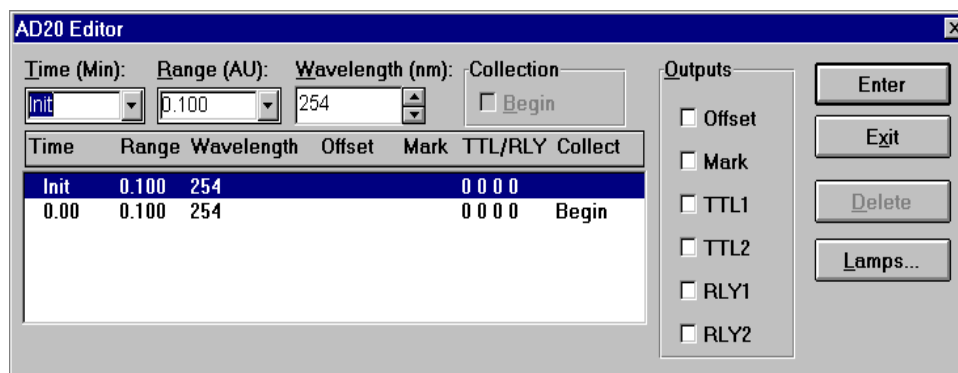 AD20 Editor
Time (Min): Range (AU): Wavelength (nm): Collection Outputs
Init 0.100 254 Begin
Enter
Offset
Exit
Time Range Wavelength Offset Mark TTL/RLY Collect
Mark
Init 0.100 254 0 0 0 0
0.00 0.100 254 0 0 0 0 Begin
TTL1
Delete
TTL2
Lamps...
RLY1
RLY2